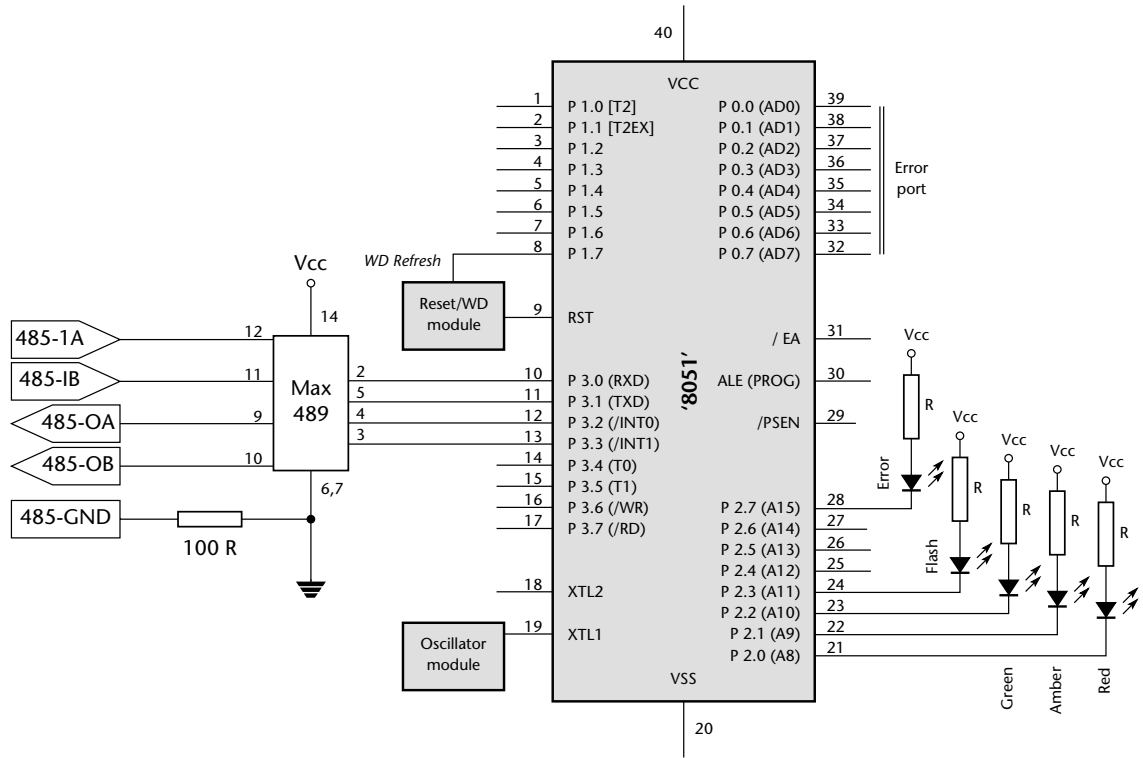 40
VCC
1
P 1.0 [T2]
2
P 1.1 [T2EX]
3
P 1.2
4
P 1.3
5
P 1.4
6
P 1.5
7
P 1.6
8
P 1.7
WD Refresh
Reset/WD
module
9
RST
P 0.0 (AD0)
39
P 0.1 (AD1)
38
P 0.2 (AD2)
37
P 0.3 (AD3)
36
P 0.4 (AD4)
35
P 0.5 (AD5)
34
P 0.6 (AD6)
33
P 0.7 (AD7)
32
Error
port
Vcc
14
485-1A
12
485-IB
11
485-OA
9
485-OB
10
485-GND
100 R
Max
489
6,7
2
5
4
3
10
P 3.0 (RXD)
11
P 3.1 (TXD)
12
P 3.2 (/INT0)
13
P 3.3 (/INT1)
14
P 3.4 (T0)
15
P 3.5 (T1)
16
P 3.6 (/WR)
17
P 3.7 (/RD)
18
XTL2
19
XTL1
Oscillator
module
'8051'
/ EA
31
ALE (PROG)
30
/PSEN
29
P 2.7 (A15)
28
P 2.6 (A14)
27
P 2.5 (A13)
26
P 2.4 (A12)
25
P 2.3 (A11)
24
P 2.2 (A10)
23
P 2.1 (A9)
22
P 2.0 (A8)
21
VSS
20
Vcc
R
Error
Vcc
R
Flash
Vcc
R
Green
Vcc
R
Amber
Vcc
R
Red